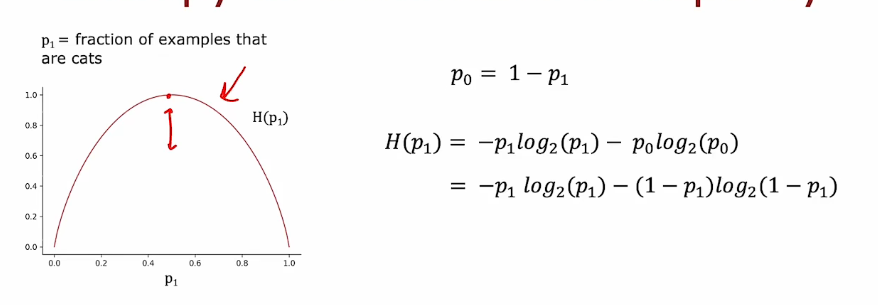 p₁ = fraction of examples that
are cats
1.0
0.8
0.6
0.4
0.2
0.0
0.0 0.2 0.4 0.6 0.8 1.0
p₁
H(p₁)
p₀ = 1 − p₁
H(p₁) = −p₁log₂(p₁) − p₀log₂(p₀)
= −p₁ log₂(p₁) − (1 − p₁)log₂(1 − p₁)